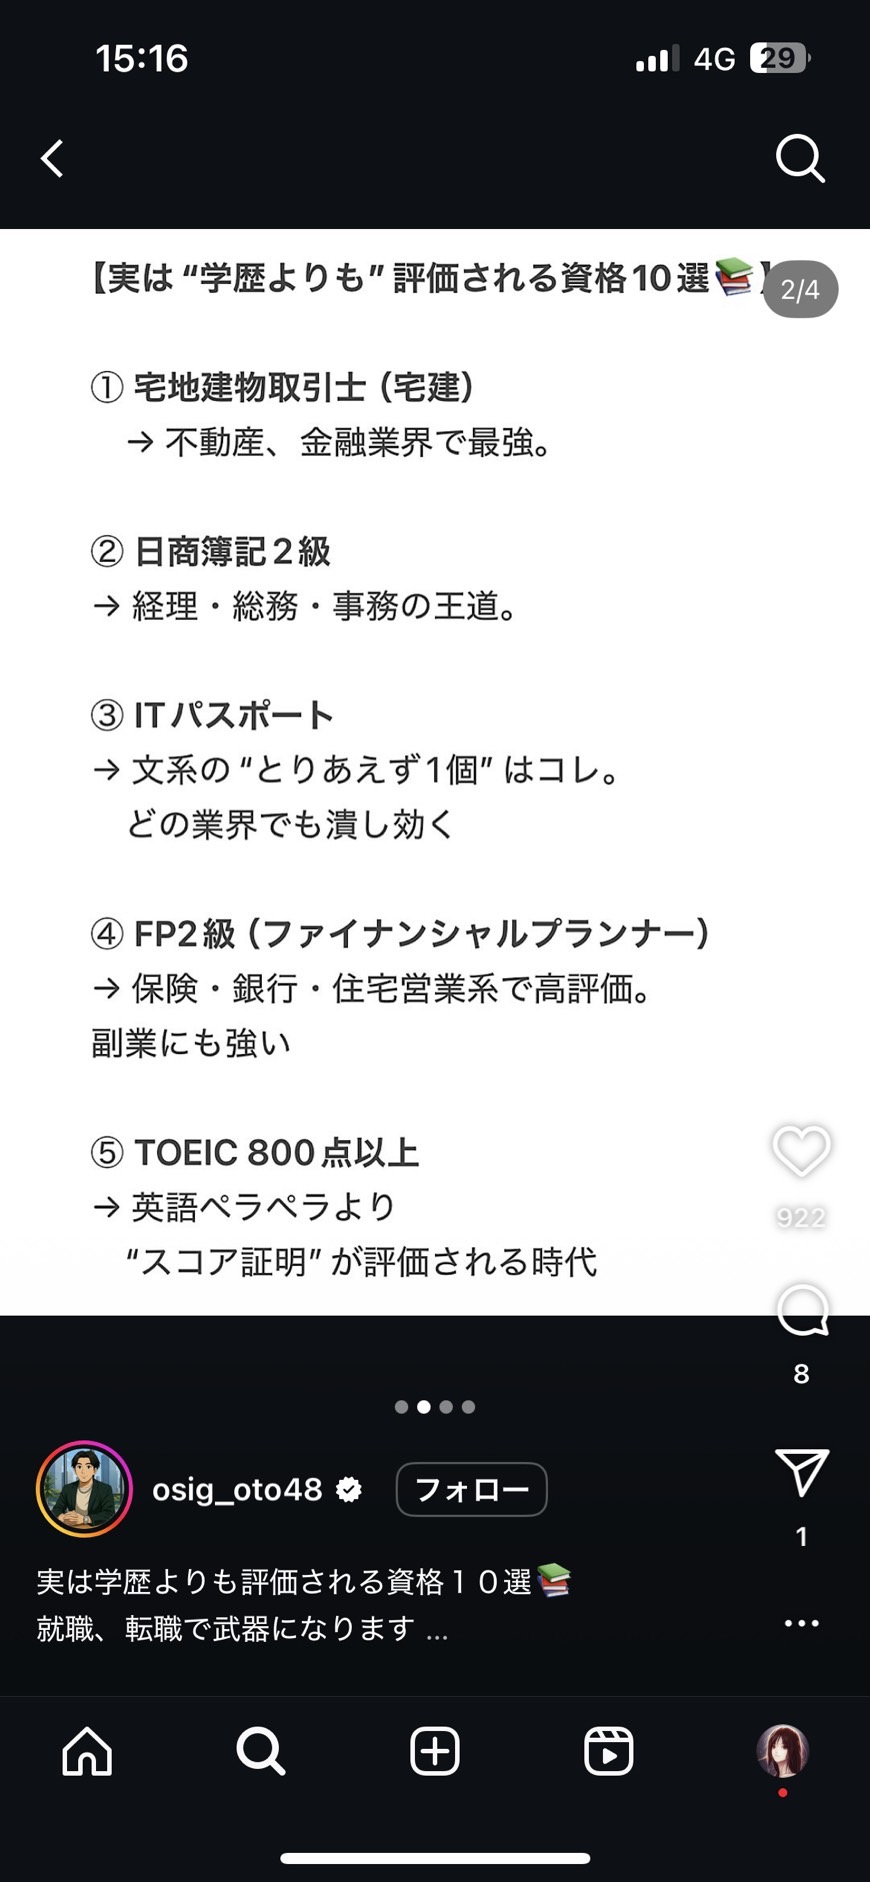 15:16
4G 29
【実は“学歴よりも”評価される資格10選📚】
2/4
① 宅地建物取引士（宅建）
→ 不動産、金融業界で最強。
② 日商簿記2級
→ 経理・総務・事務の王道。
③ ITパスポート
→ 文系の“とりあえず1個” はコレ。
どの業界でも潰し効く
④ FP2級（ファイナンシャルプランナー）
→ 保険・銀行・住宅営業系で高評価。
副業にも強い
⑤ TOEIC 800点以上
→ 英語ペラペラより
“スコア証明” が評価される時代
922
8
osig_oto48
フォロー
1
実は学歴よりも評価される資格１０選📚
就職、転職で武器になります ...